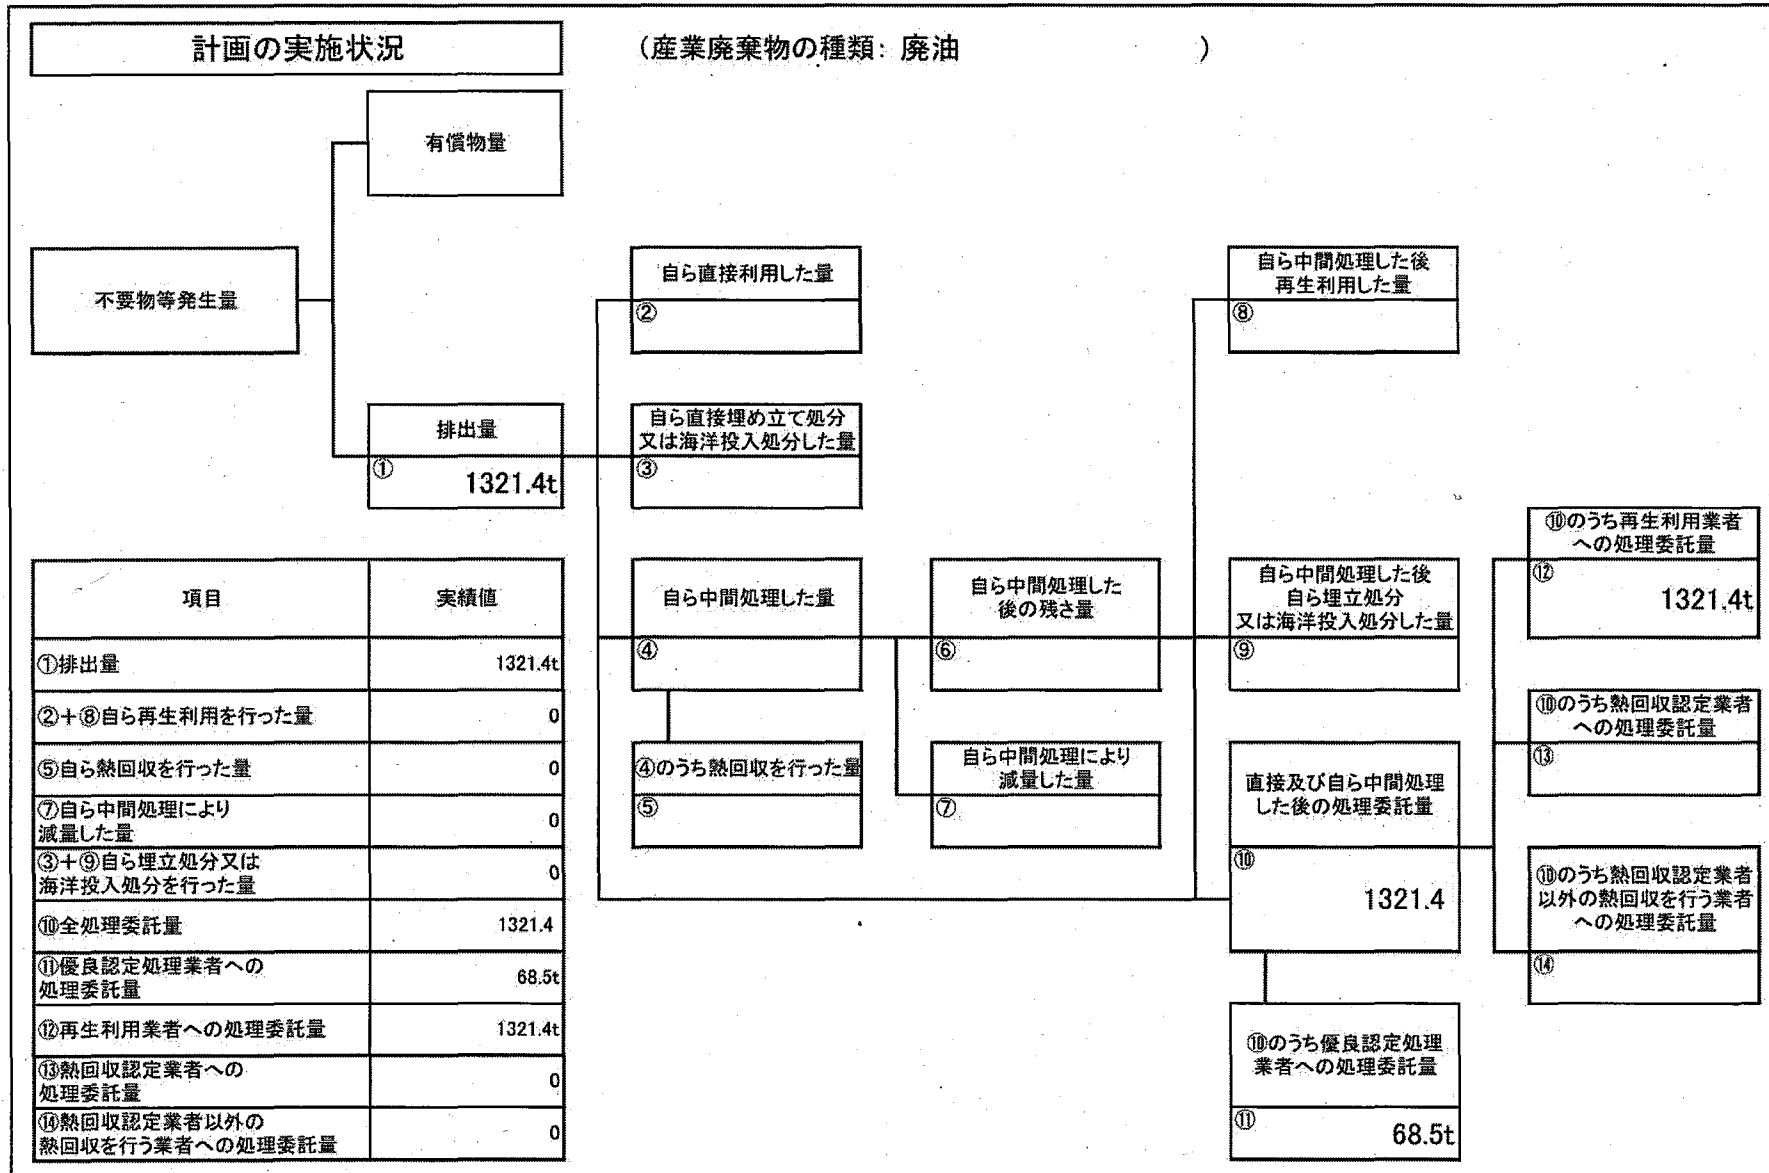 計画の実施状況
（産業廃棄物の種類：廃油　　　　　　　）
有償物量
不要物等発生量
排出量
①
1321.4t
自ら直接利用した量
②
自ら直接埋め立て処分
又は海洋投入処分した量
③
自ら中間処理した量
④
④のうち熱回収を行った量
⑤
自ら中間処理した
後の残さ量
⑥
自ら中間処理により
減量した量
⑦
自ら中間処理した後
再生利用した量
⑧
自ら中間処理した後
自ら埋立処分
又は海洋投入処分した量
⑨
直接及び自ら中間処理
した後の処理委託量
⑩
1321.4
⑩のうち優良認定処理
業者への処理委託量
⑪
68.5t
⑩のうち再生利用業者
への処理委託量
⑫
1321.4t
⑩のうち熱回収認定業者
への処理委託量
⑬
⑩のうち熱回収認定業者
以外の熱回収を行う業者
への処理委託量
⑭
項目 実績値
①排出量 1321.4t
②＋⑧自ら再生利用を行った量 0
⑤自ら熱回収を行った量 0
⑦自ら中間処理により
減量した量 0
③＋⑨自ら埋立処分又は
海洋投入処分を行った量 0
⑩全処理委託量 1321.4
⑪優良認定処理業者への
処理委託量 68.5t
⑫再生利用業者への処理委託量 1321.4t
⑬熱回収認定業者への
処理委託量 0
⑭熱回収認定業者以外の
熱回収を行う業者への処理委託量 0